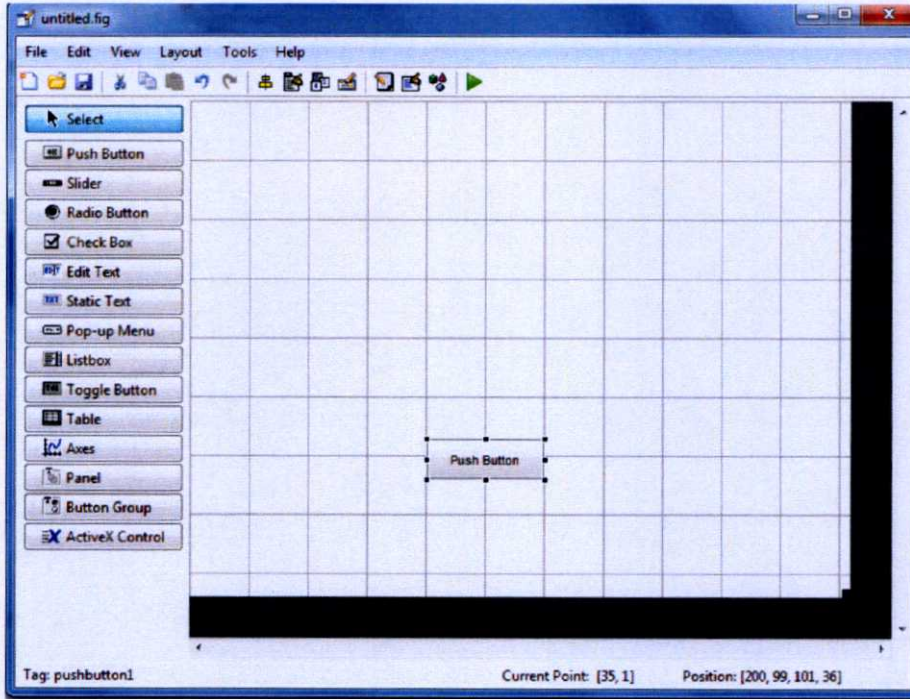 untitled.fig
File Edit View Layout Tools Help
Select
Push Button
Slider
Radio Button
Check Box
Edit Text
Static Text
Pop-up Menu
Listbox
Toggle Button
Table
Axes
Panel
Button Group
ActiveX Control
Push Button
Tag: pushbutton1 Current Point: [35, 1] Position: [200, 99, 101, 36]